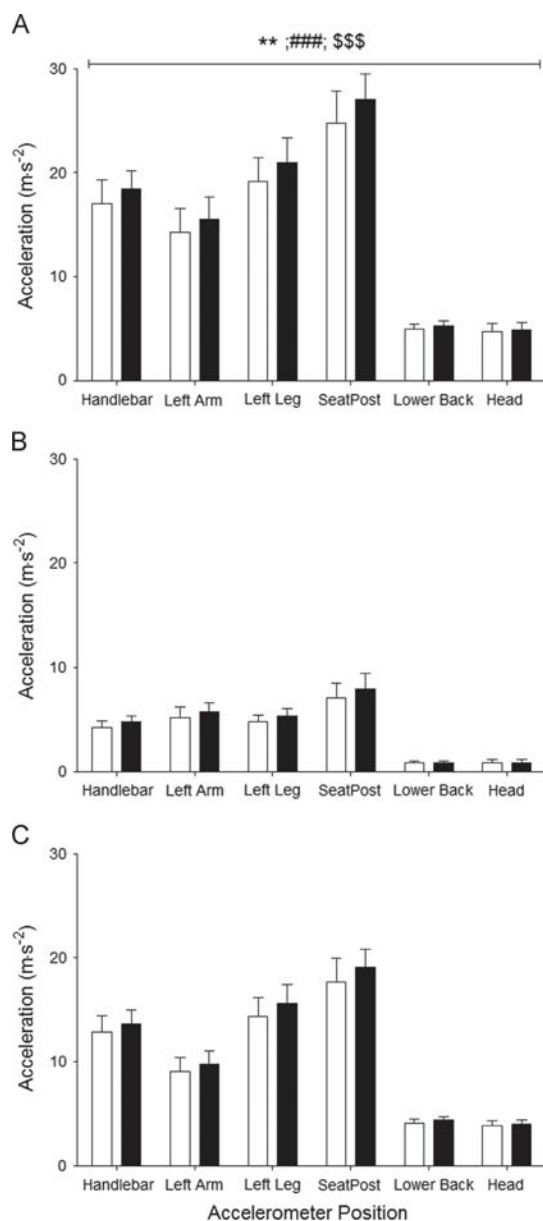 A
** ;###; $$$
30
20
10
0
Acceleration (m·s⁻²)
Handlebar Left Arm Left Leg SeatPost Lower Back Head
B
30
20
10
0
Acceleration (m·s⁻²)
Handlebar Left Arm Left Leg SeatPost Lower Back Head
C
30
20
10
0
Acceleration (m·s⁻²)
Handlebar Left Arm Left Leg SeatPost Lower Back Head
Accelerometer Position